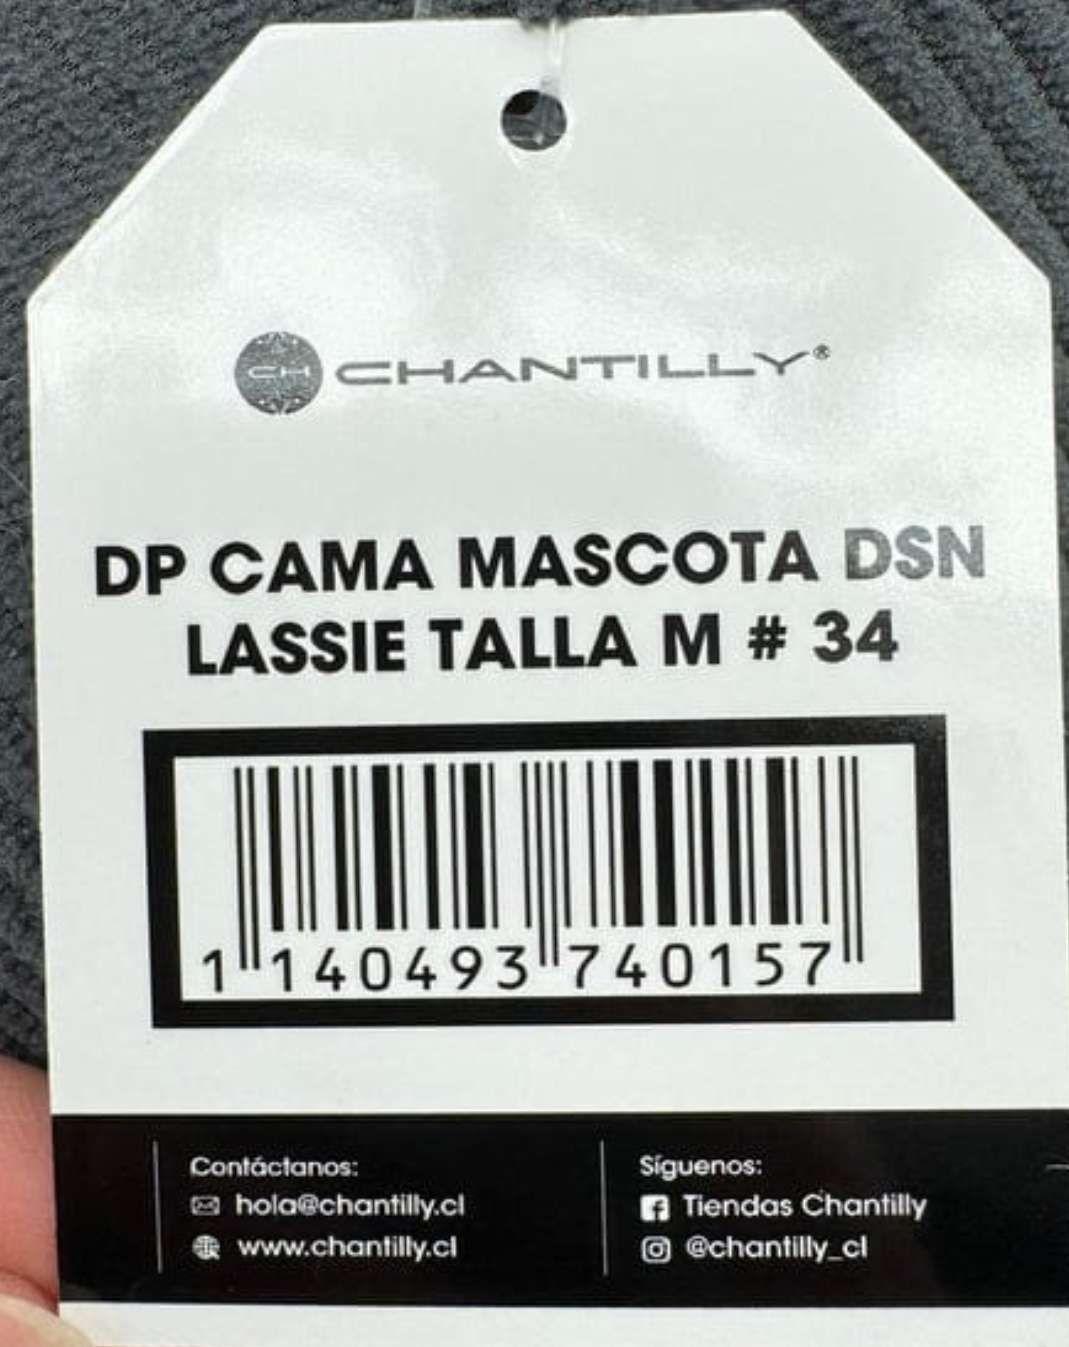 CH CHANTILLY®
DP CAMA MASCOTA DSN
LASSIE TALLA M # 34
1 140493 740157
Contáctanos:
hola@chantilly.cl
www.chantilly.cl
Síguenos:
Tiendas Chantilly
@chantilly_cl